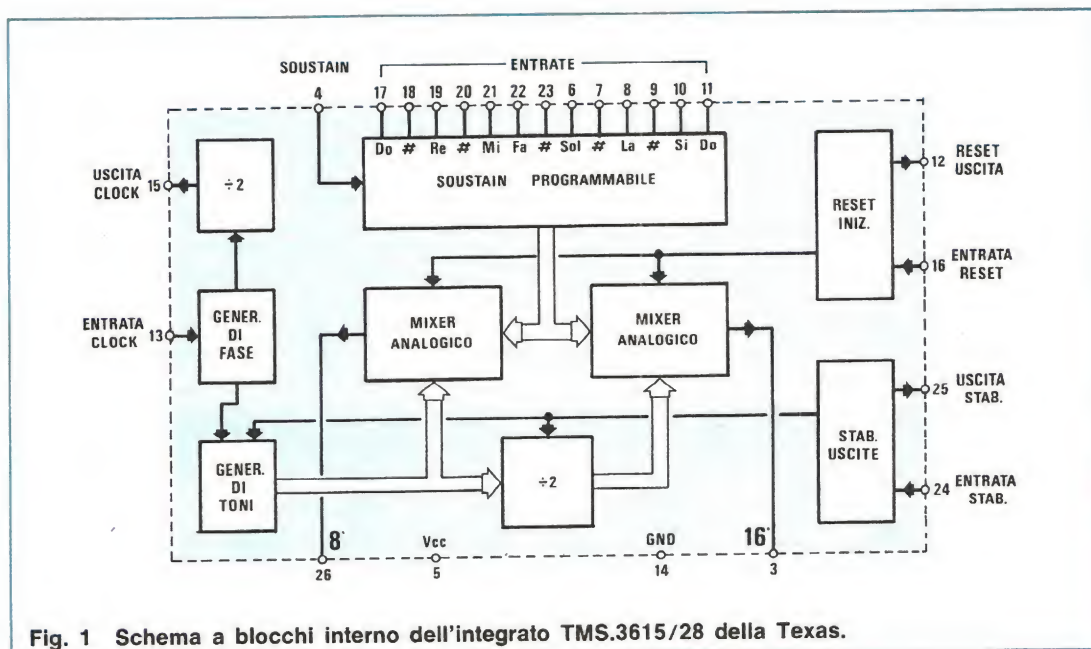 SOUSTAIN
ENTRATE
4 17 18 19 20 21 22 23 6 7 8 9 10 11
Do # Re # Mi Fa # Sol # La # Si Do
SOUSTAIN PROGRAMMABILE
USCITA CLOCK 15
÷2
RESET INIZ.
12 RESET USCITA
16 ENTRATA RESET
ENTRATA CLOCK 13
GENER. DI FASE
MIXER ANALOGICO
MIXER ANALOGICO
GENER. DI TONI
÷2
STAB. USCITE
25 USCITA STAB.
24 ENTRATA STAB.
8' Vcc GND 16'
26 5 14 3
Fig. 1 Schema a blocchi interno dell'integrato TMS.3615/28 della Texas.